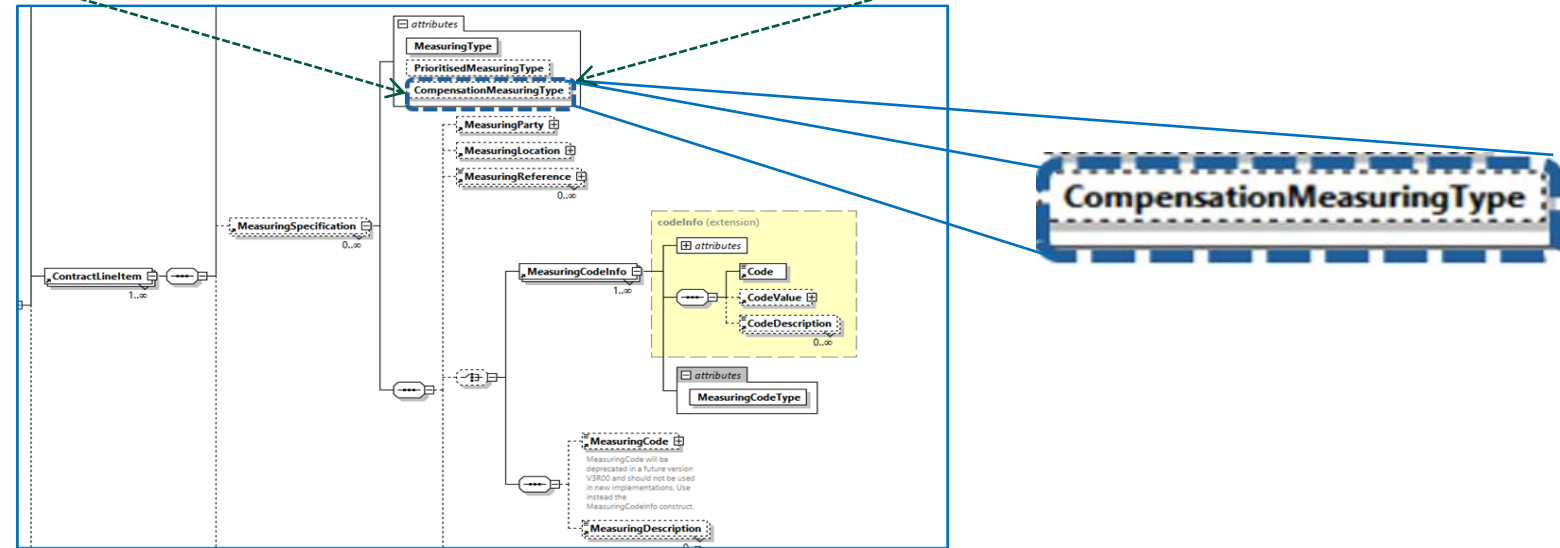 attributes
MeasuringType
PrioritisedMeasuringType
CompensationMeasuringType
MeasuringParty
MeasuringLocation
MeasuringReference
0..∞
CompensationMeasuringType
codeInfo (extension)
attributes
MeasuringSpecification
0..∞
ContractLineItem
1..∞
MeasuringCodeInfo
1..∞
Code
CodeValue
CodeDescription
0..∞
attributes
MeasuringCodeType
MeasuringCode
MeasuringCode will be
deprecated in a future version
V3R00 and should not be used
in new implementations. Use
instead the
MeasuringCodeInfo construct.
MeasuringDescription
0..∞